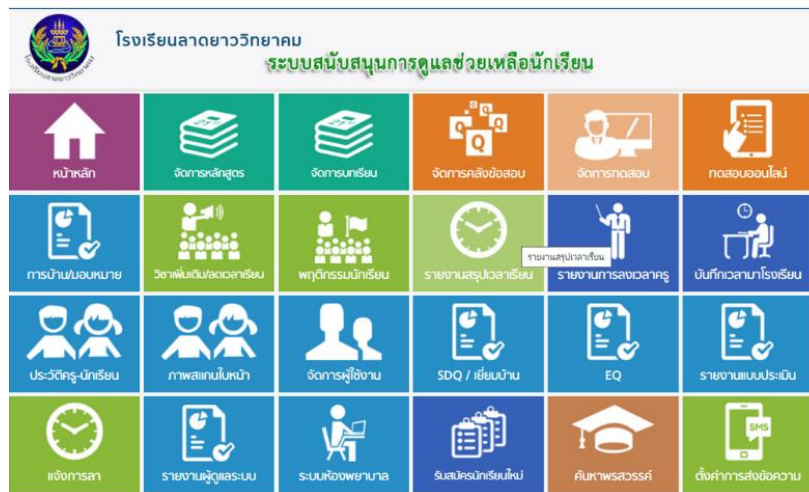 โรงเรียนลาดยาววิทยาคม
ระบบสนับสนุนการดูแลช่วยเหลือนักเรียน
หน้าหลัก
จัดการหลักสูตร
จัดการบทเรียน
จัดการคลังข้อสอบ
จัดการทดสอบ
ทดสอบออนไลน์
การบ้าน/มอบหมาย
วิชาเพิ่มเติม/ลดเวลาเรียน
พฤติกรรมนักเรียน
รายงานสรุปเวลาเรียน
รายงานสรุปเวลาเรียน
รายงานการลงเวลาครู
บันทึกเวลามาโรงเรียน
ประวัติครู-นักเรียน
ภาพสแกนใบหน้า
จัดการผู้ใช้งาน
SDQ / เยี่ยมบ้าน
EQ
รายงานแบบประเมิน
แจ้งการลา
รายงานผู้ดูแลระบบ
ระบบห้องพยาบาล
รับสมัครนักเรียนใหม่
ค้นหาพรสวรรค์
SMS
ตั้งค่าการส่งข้อความ